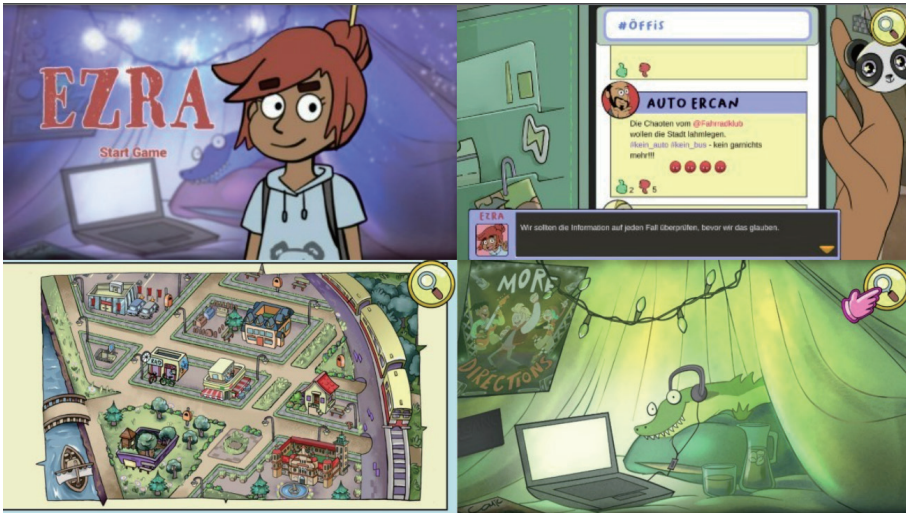 EZRA
Start Game
#ÖFFIS
AUTO ERCAN
Die Chaoten vom @Fahrradklub
wollen die Stadt lahmlegen.
#kein_auto #kein_bus - kein garnichts
mehr!!!
2 5
EZRA
Wir sollten die Information auf jeden Fall überprüfen, bevor wir das glauben.
MORE
DIRECTIONS